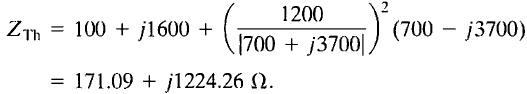 Z_Th = 100 + j1600 + (1200 / |700 + j3700|)² (700 − j3700)
= 171.09 + j1224.26 Ω.